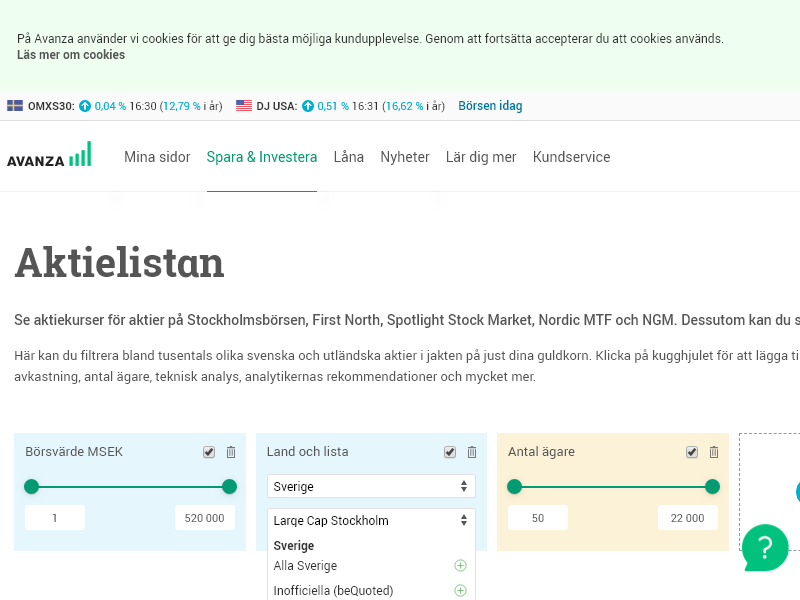 På Avanza använder vi cookies för att ge dig bästa möjliga kundupplevelse. Genom att fortsätta accepterar du att cookies används.
Läs mer om cookies
OMXS30: 0,04 % 16:30 (12,79 % i år) DJ USA: 0,51 % 16:31 (16,62 % i år) Börsen idag
AVANZA Mina sidor Spara & Investera Låna Nyheter Lär dig mer Kundservice
Aktielistan
Se aktiekurser för aktier på Stockholmsbörsen, First North, Spotlight Stock Market, Nordic MTF och NGM. Dessutom kan du s
Här kan du filtrera bland tusentals olika svenska och utländska aktier i jakten på just dina guldkorn. Klicka på kugghjulet för att lägga ti
avkastning, antal ägare, teknisk analys, analytikernas rekommendationer och mycket mer.
Börsvärde MSEK
1 520 000
Land och lista
Sverige
Large Cap Stockholm
Sverige
Alla Sverige
Inofficiella (beQuoted)
Antal ägare
50 22 000
?